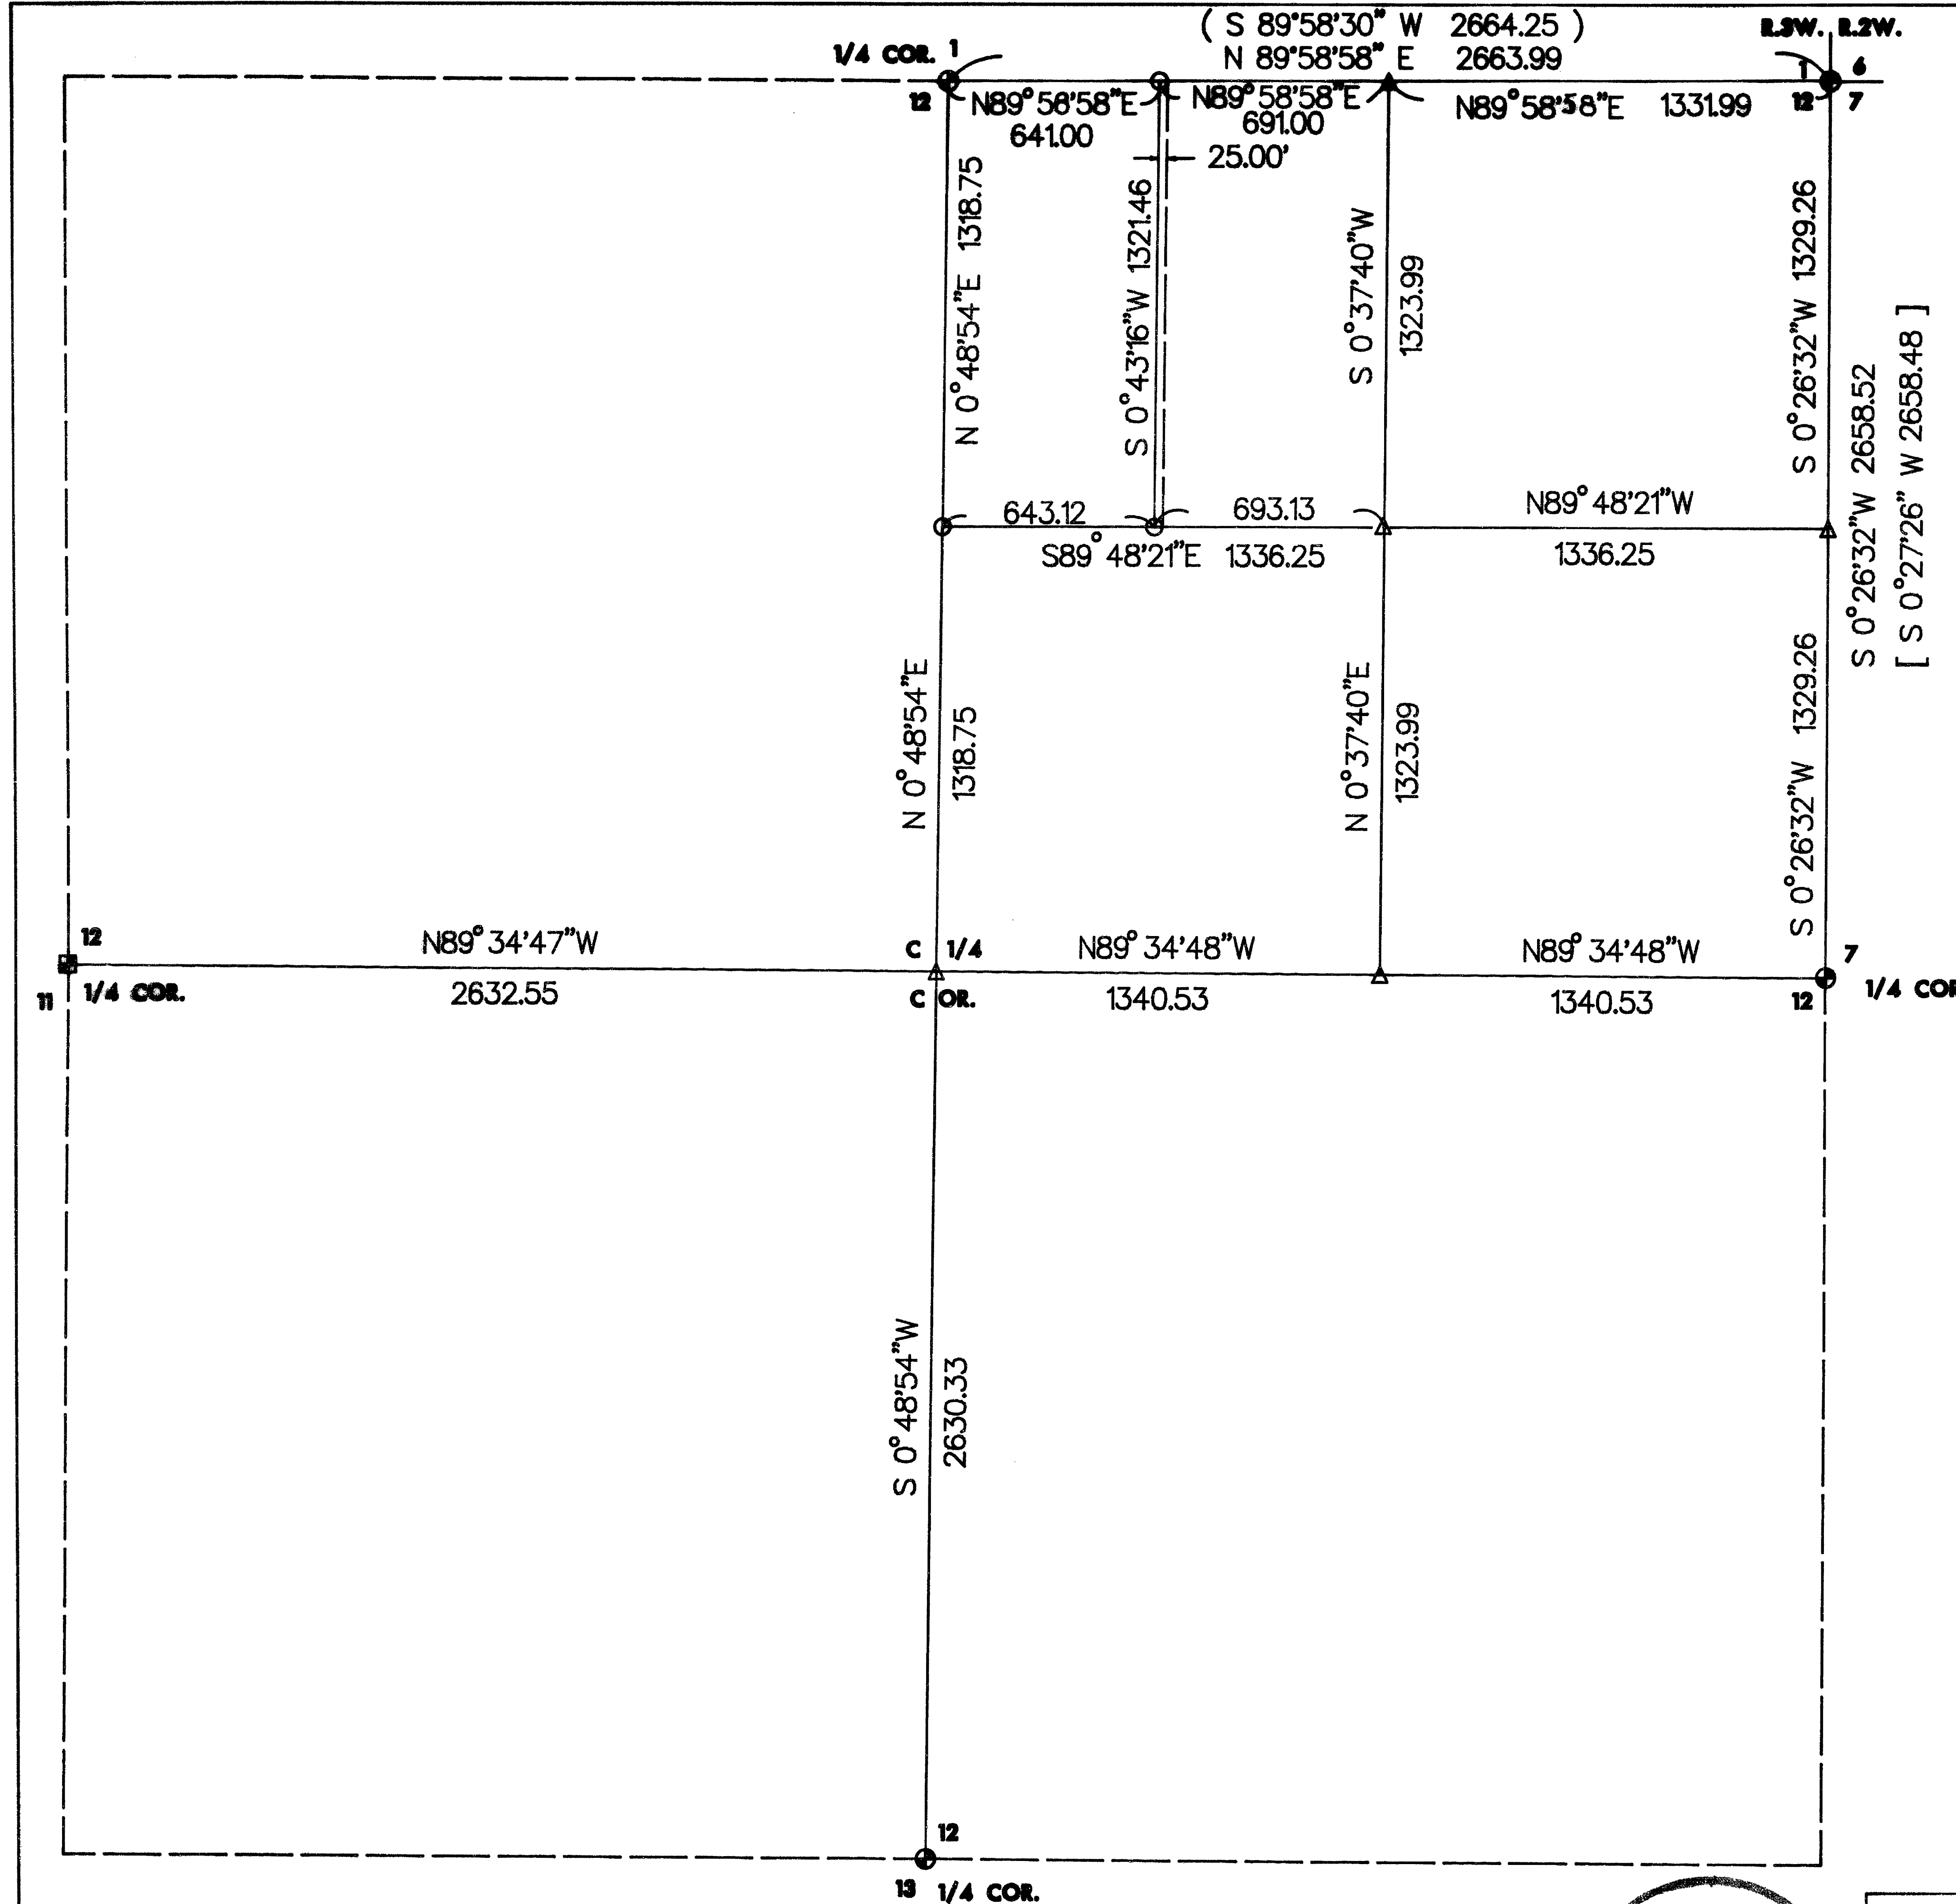 ( S 89°58'30" W 2664.25 )
N 89°58'58" E 2663.99
R.3W. R.2W.
1/4 COR. 1
12
1 6
12 7
N89°58'58"E
641.00
N89°58'58"E
691.00
25.00'
N89°58'58"E 1331.99
N 0°48'54"E 1318.75
S 0°43'16"W 1321.46
S 0°37'40"W
1323.99
S 0°26'32"W 1329.26
S 0°26'32"W 2658.52
[ S 0°27'26" W 2658.48 ]
643.12
693.13
S89°48'21"E 1336.25
N89°48'21"W
1336.25
N 0°48'54"E
1318.75
N 0°37'40"E
1323.99
S 0°26'32"W 1329.26
12
11 1/4 COR.
N89°34'47"W
2632.55
C 1/4
C OR.
N89°34'48"W
1340.53
N89°34'48"W
1340.53
7
12 1/4 COR
S 0°48'54"W
2630.33
12
13 1/4 COR.